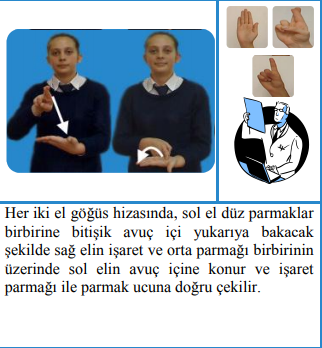 Her iki el göğüs hizasında, sol el düz parmaklar
birbirine bitişik avuç içi yukarıya bakacak
şekilde sağ elin işaret ve orta parmağı birbirinin
üzerinde sol elin avuç içine konur ve işaret
parmağı ile parmak ucuna doğru çekilir.